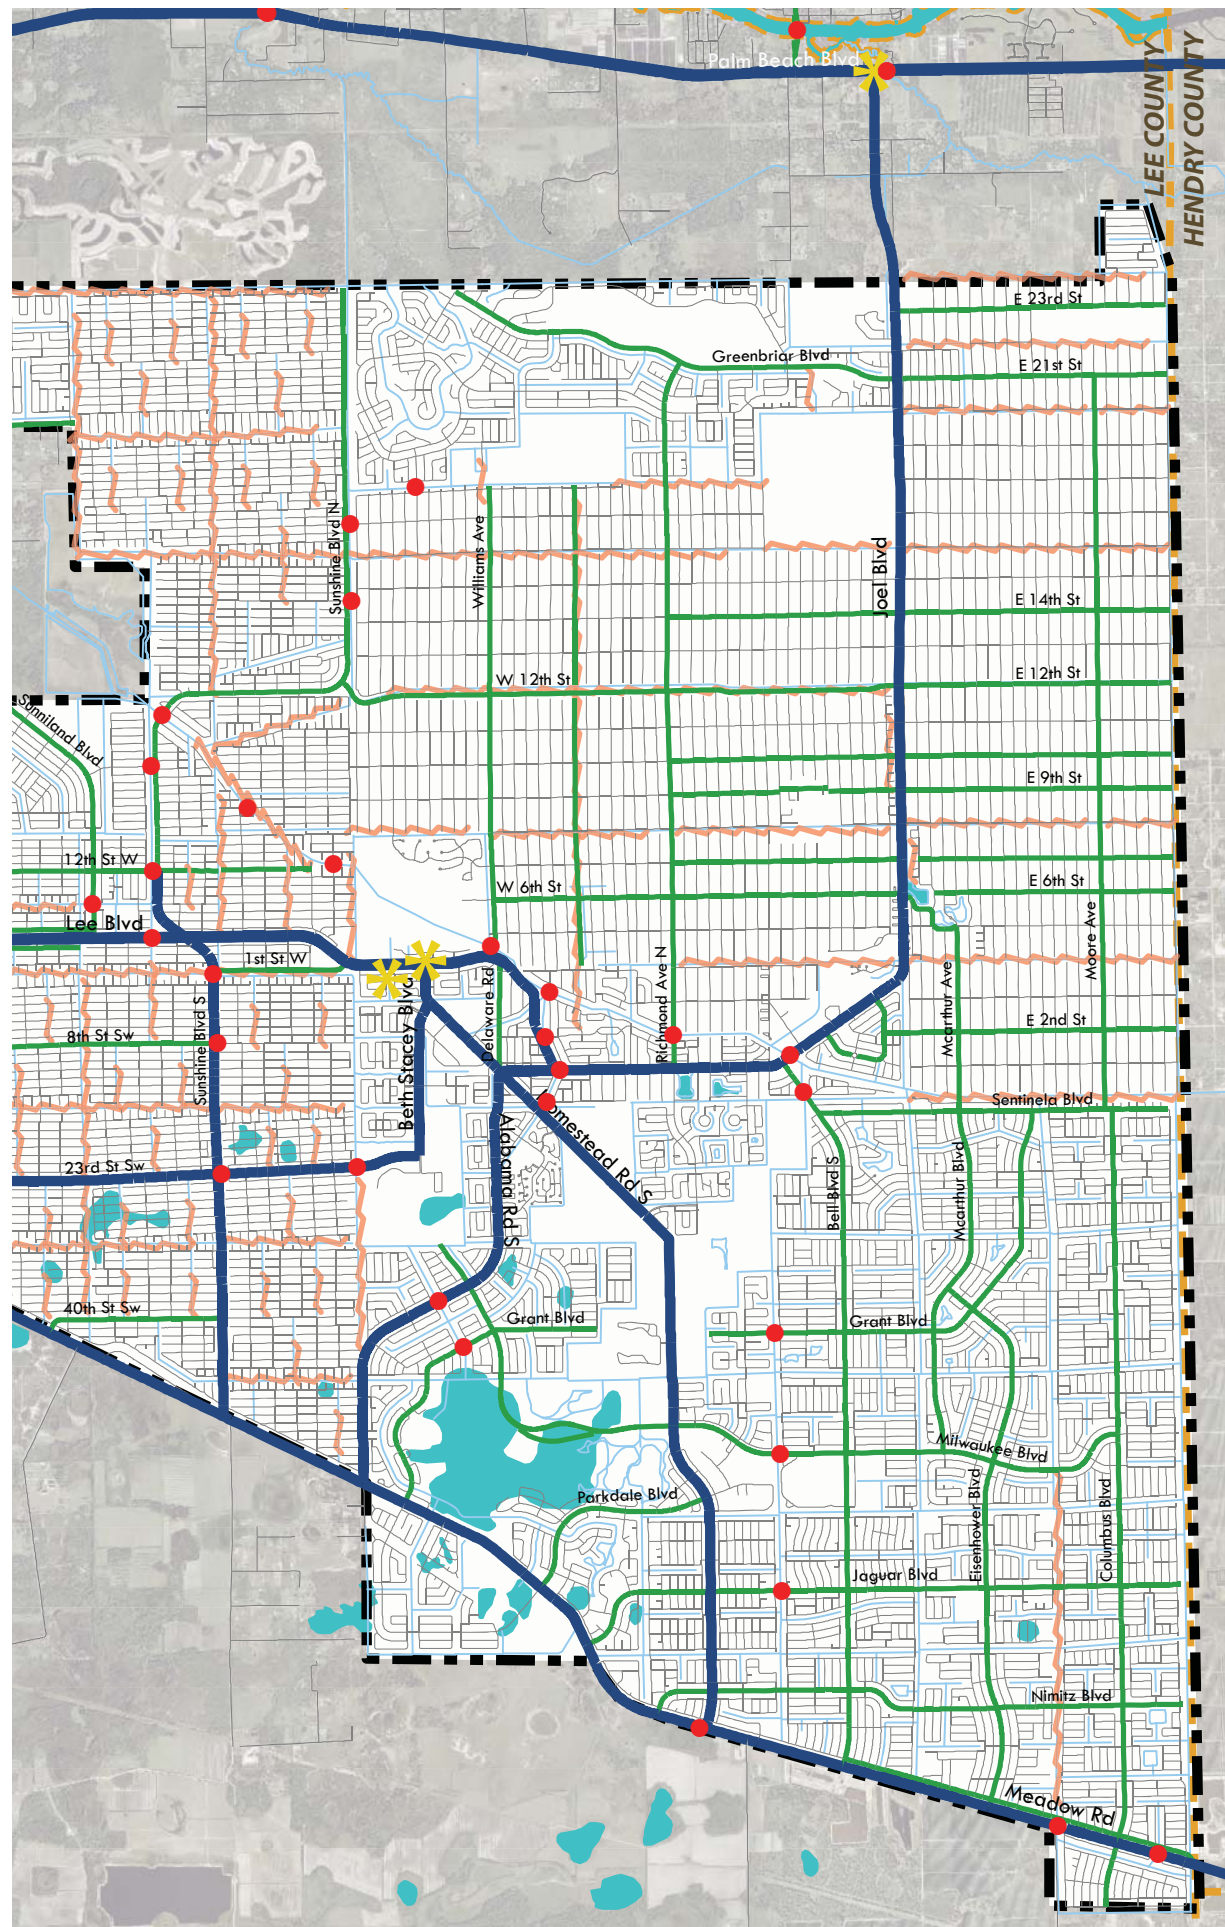 Palm Beach Blvd
LEE COUNTY
HENDRY COUNTY
E 23rd St
Greenbriar Blvd
E 21st St
Sunshine Blvd N
Williams Ave
Joel Blvd
E 14th St
W 12th St
E 12th St
Sunniland Blvd
E 9th St
12th St W
W 6th St
E 6th St
Lee Blvd
1st St W
Moore Ave
Richmond Ave N
Delaware Rd
Mcarthur Ave
8th St Sw
Sunshine Blvd S
Beth Stacey Blvd
E 2nd St
Sentinela Blvd
Homestead Rd S
Alabama Rd S
23rd St Sw
Bell Blvd S
Mcarthur Blvd
40th St Sw
Grant Blvd
Grant Blvd
Milwaukee Blvd
Parkdale Blvd
Eisenhower Blvd
Columbus Blvd
Jaguar Blvd
Nimitz Blvd
Meadow Rd